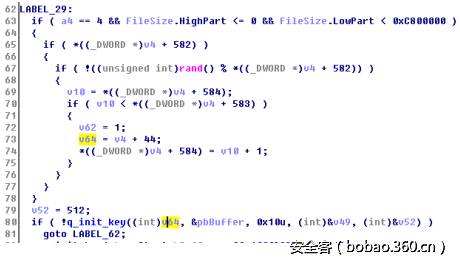 62 LABEL_29:
63 if ( a4 == 4 && FileSize.HighPart <= 0 && FileSize.LowPart < 0xC800000 )
64 {
65 if ( *((_DWORD *)v4 + 582) )
66 {
67 if ( !((unsigned int)rand() % *((_DWORD *)v4 + 582)) )
68 {
69 v10 = *((_DWORD *)v4 + 584);
70 if ( v10 < *((_DWORD *)v4 + 583) )
71 {
72 v62 = 1;
73 v64 = v4 + 44;
74 *((_DWORD *)v4 + 584) = v10 + 1;
75 }
76 }
77 }
78 }
79 v52 = 512;
80 if ( !q_init_key((int)v64, &pbBuffer, 0x10u, (int)&v49, (int)&v52) )
81 goto LABEL_62;
安全客 ( bobao.360.cn )